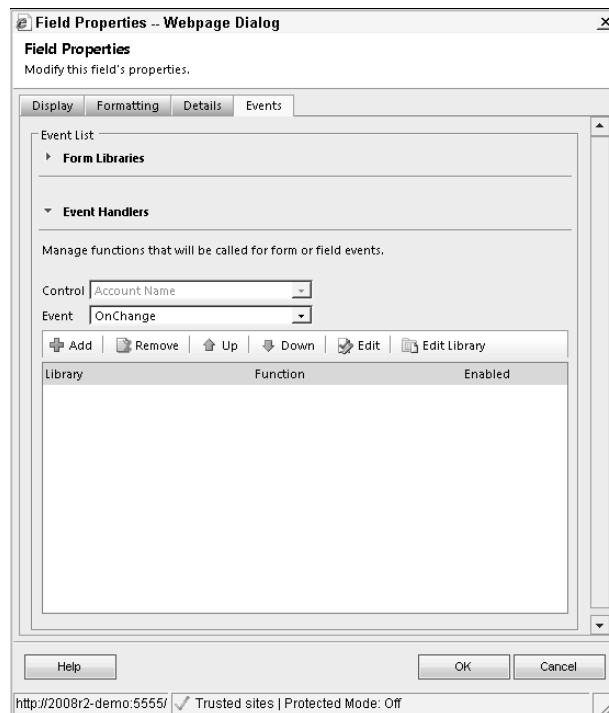 Field Properties -- Webpage Dialog
Field Properties
Modify this field's properties.
Display Formatting Details Events
Event List
Form Libraries
Event Handlers
Manage functions that will be called for form or field events.
Control Account Name
Event OnChange
Add Remove Up Down Edit Edit Library
Library Function Enabled
Help OK Cancel
http://2008r2-demo:5555/ Trusted sites | Protected Mode: Off